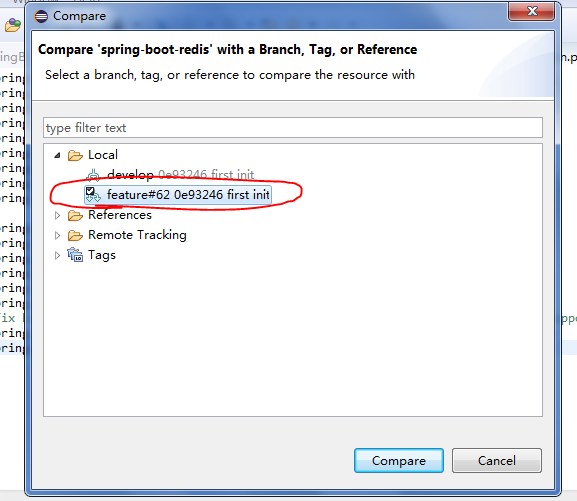 Compare
Compare 'spring-boot-redis' with a Branch, Tag, or Reference
Select a branch, tag, or reference to compare the resource with
type filter text
Local
develop 0e93246 first init
feature#62 0e93246 first init
References
Remote Tracking
Tags
Compare
Cancel